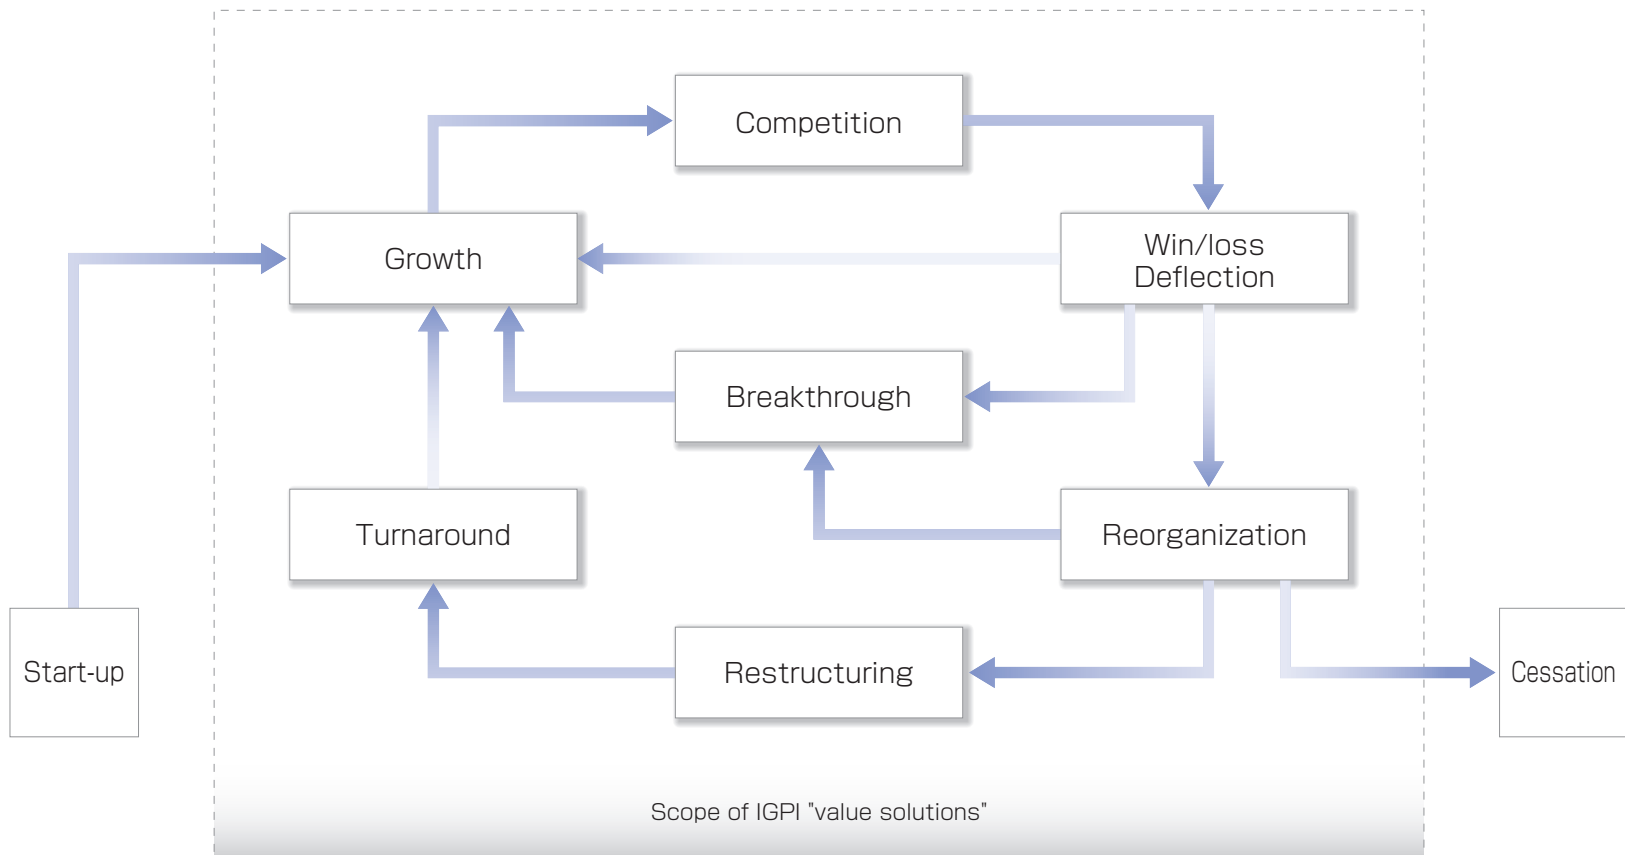 Competition
Growth
Win/loss
Deflection
Breakthrough
Turnaround
Reorganization
Start-up
Restructuring
Cessation
Scope of IGPI "value solutions"